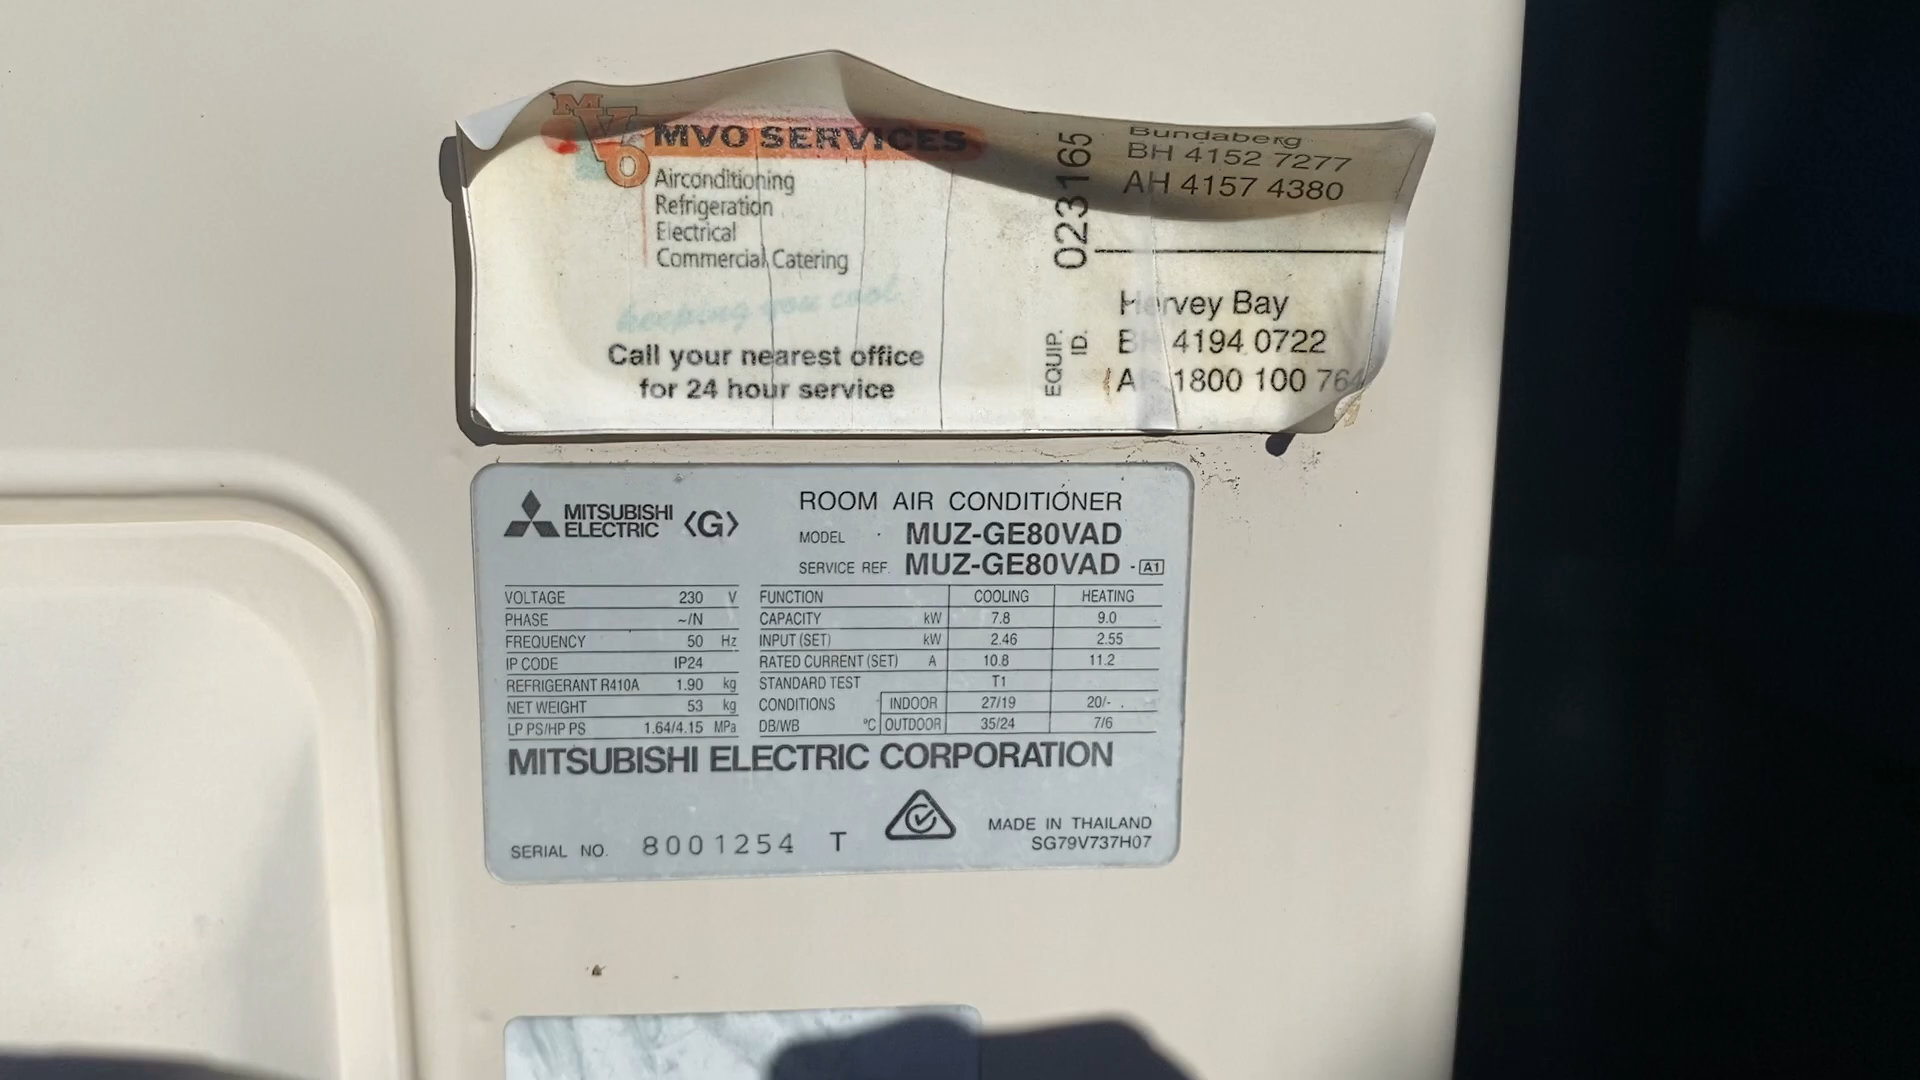 MVO
MVO SERVICES
Airconditioning
Refrigeration
Electrical
Commercial Catering
keeping you cool.
Call your nearest office
for 24 hour service
EQUIP.
ID.
023165
Bundaberg
BH 4152 7277
AH 4157 4380
Hervey Bay
BH 4194 0722
1800 100 764
MITSUBISHI
ELECTRIC
<G>
ROOM AIR CONDITIONER
MODEL MUZ-GE80VAD
SERVICE REF. MUZ-GE80VAD -A1
VOLTAGE 230 V
PHASE ~/N
FREQUENCY 50 Hz
IP CODE IP24
REFRIGERANT R410A 1.90 kg
NET WEIGHT 53 kg
LP PS/HP PS 1.64/4.15 MPa
FUNCTION COOLING HEATING
CAPACITY kW 7.8 9.0
INPUT (SET) kW 2.46 2.55
RATED CURRENT (SET) A 10.8 11.2
STANDARD TEST T1
CONDITIONS INDOOR 27/19 20/-
DB/WB °C OUTDOOR 35/24 7/6
MITSUBISHI ELECTRIC CORPORATION
SERIAL NO. 8001254 T
MADE IN THAILAND
SG79V737H07